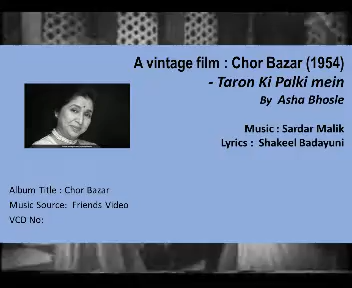 A vintage film : Chor Bazar (1954)
- Taron Ki Palki mein
By Asha Bhosle
Music : Sardar Malik
Lyrics : Shakeel Badayuni
Album Title : Chor Bazar
Music Source: Friends Video
VCD No: